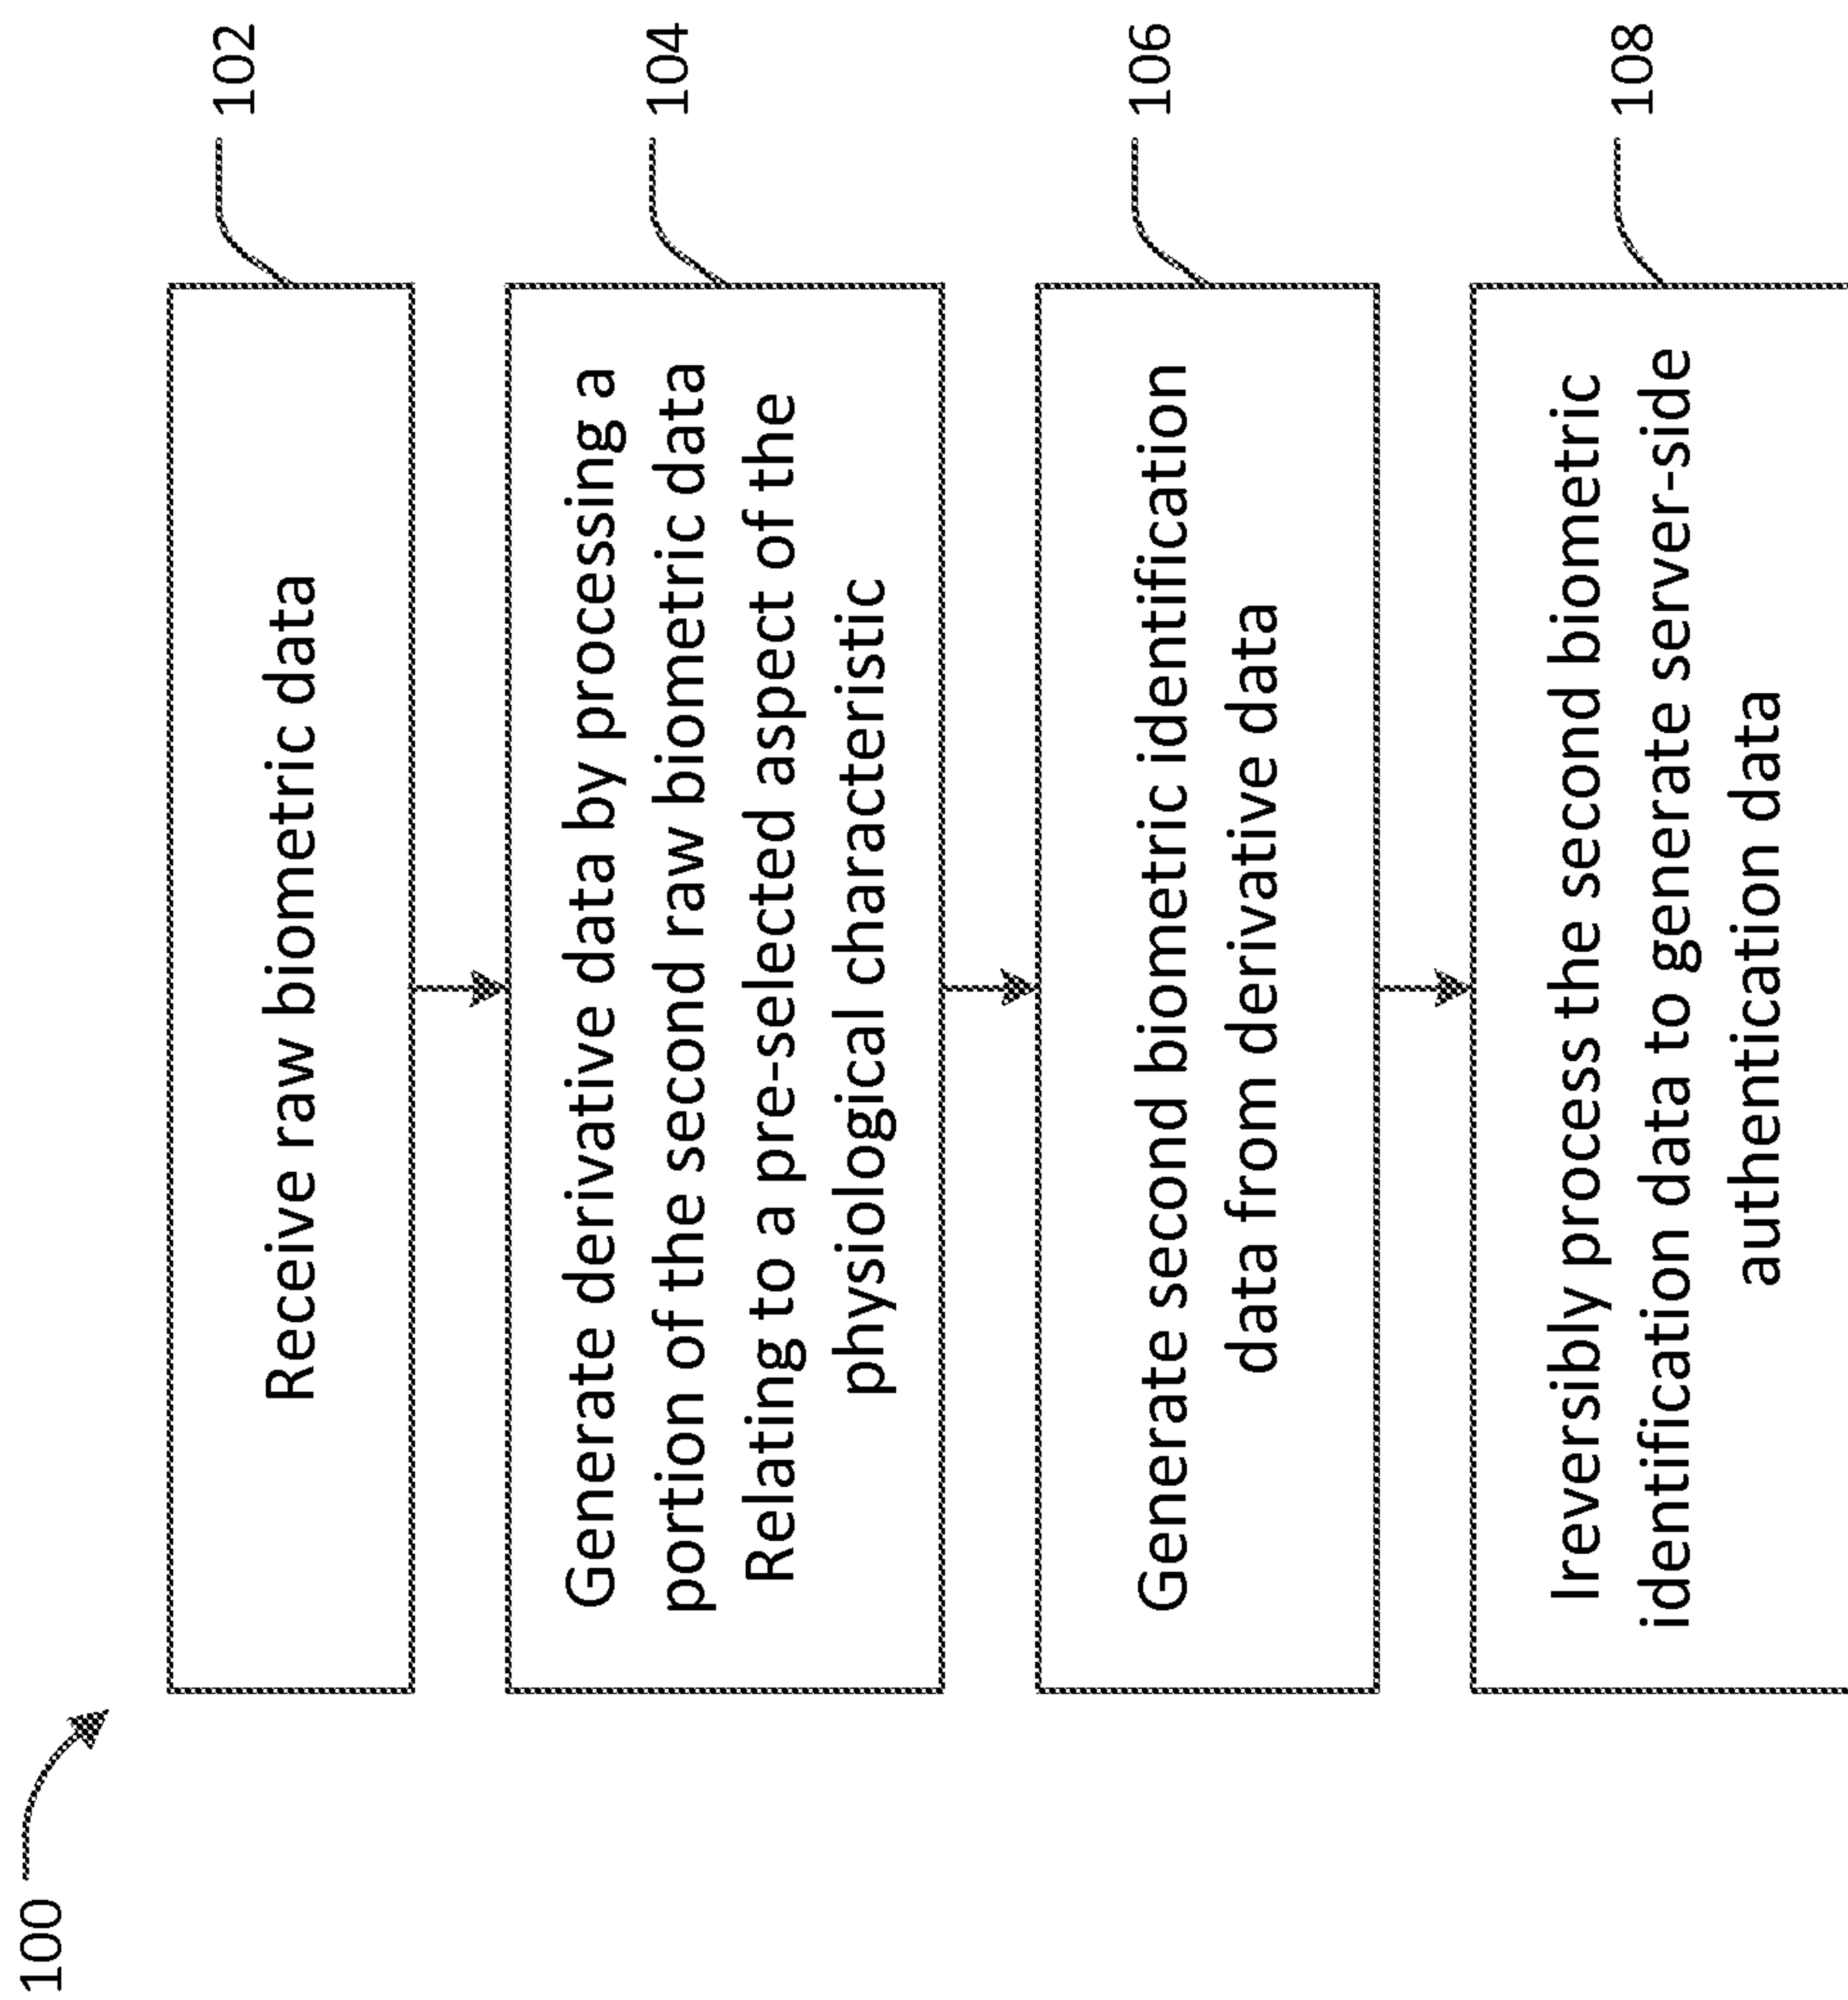 100
Receive raw biometric data
102
Generate derivative data by processing a
portion of the second raw biometric data
Relating to a pre-selected aspect of the
physiological characteristic
104
Generate second biometric identification
data from derivative data
106
Ireversibly process the second biometric
identification data to generate server-side
authentication data
108